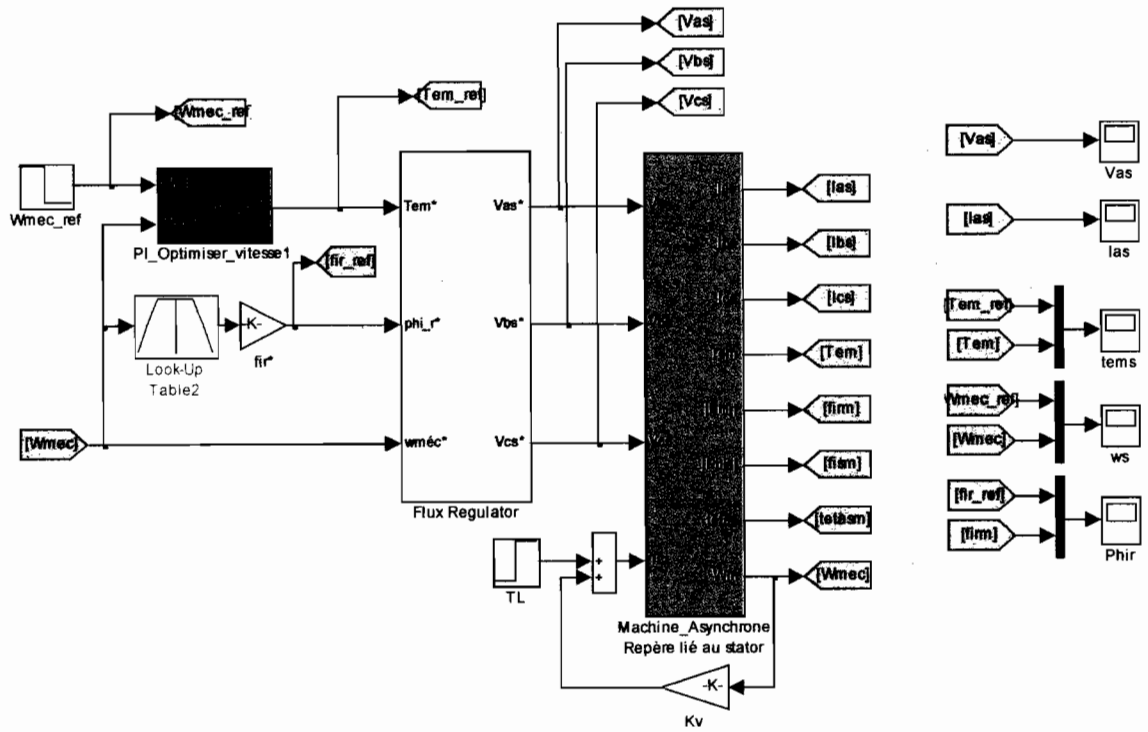 [Vas]
[Vbs]
[Vcs]
[Tem_ref]
[Wmec_ref]
Wmec_ref
PI_Optimiser_vitesse1
[fir_ref]
-K-
fir*
Look-Up
Table2
[Wmec]
Tem*
phi_r*
wméc*
Vas*
Vbs*
Vcs*
Flux Regulator
TL
+
+
[Ias]
[Ibs]
[Ics]
[Tem]
[firm]
[fism]
[tetasm]
[Wmec]
Machine_Asynchrone
Repère lié au stator
-K-
Kv
[Vas]
Vas
[Ias]
Ias
[Tem_ref]
[Tem]
tems
Wmec_ref]
[Wmec]
ws
[fir_ref]
[firm]
Phir